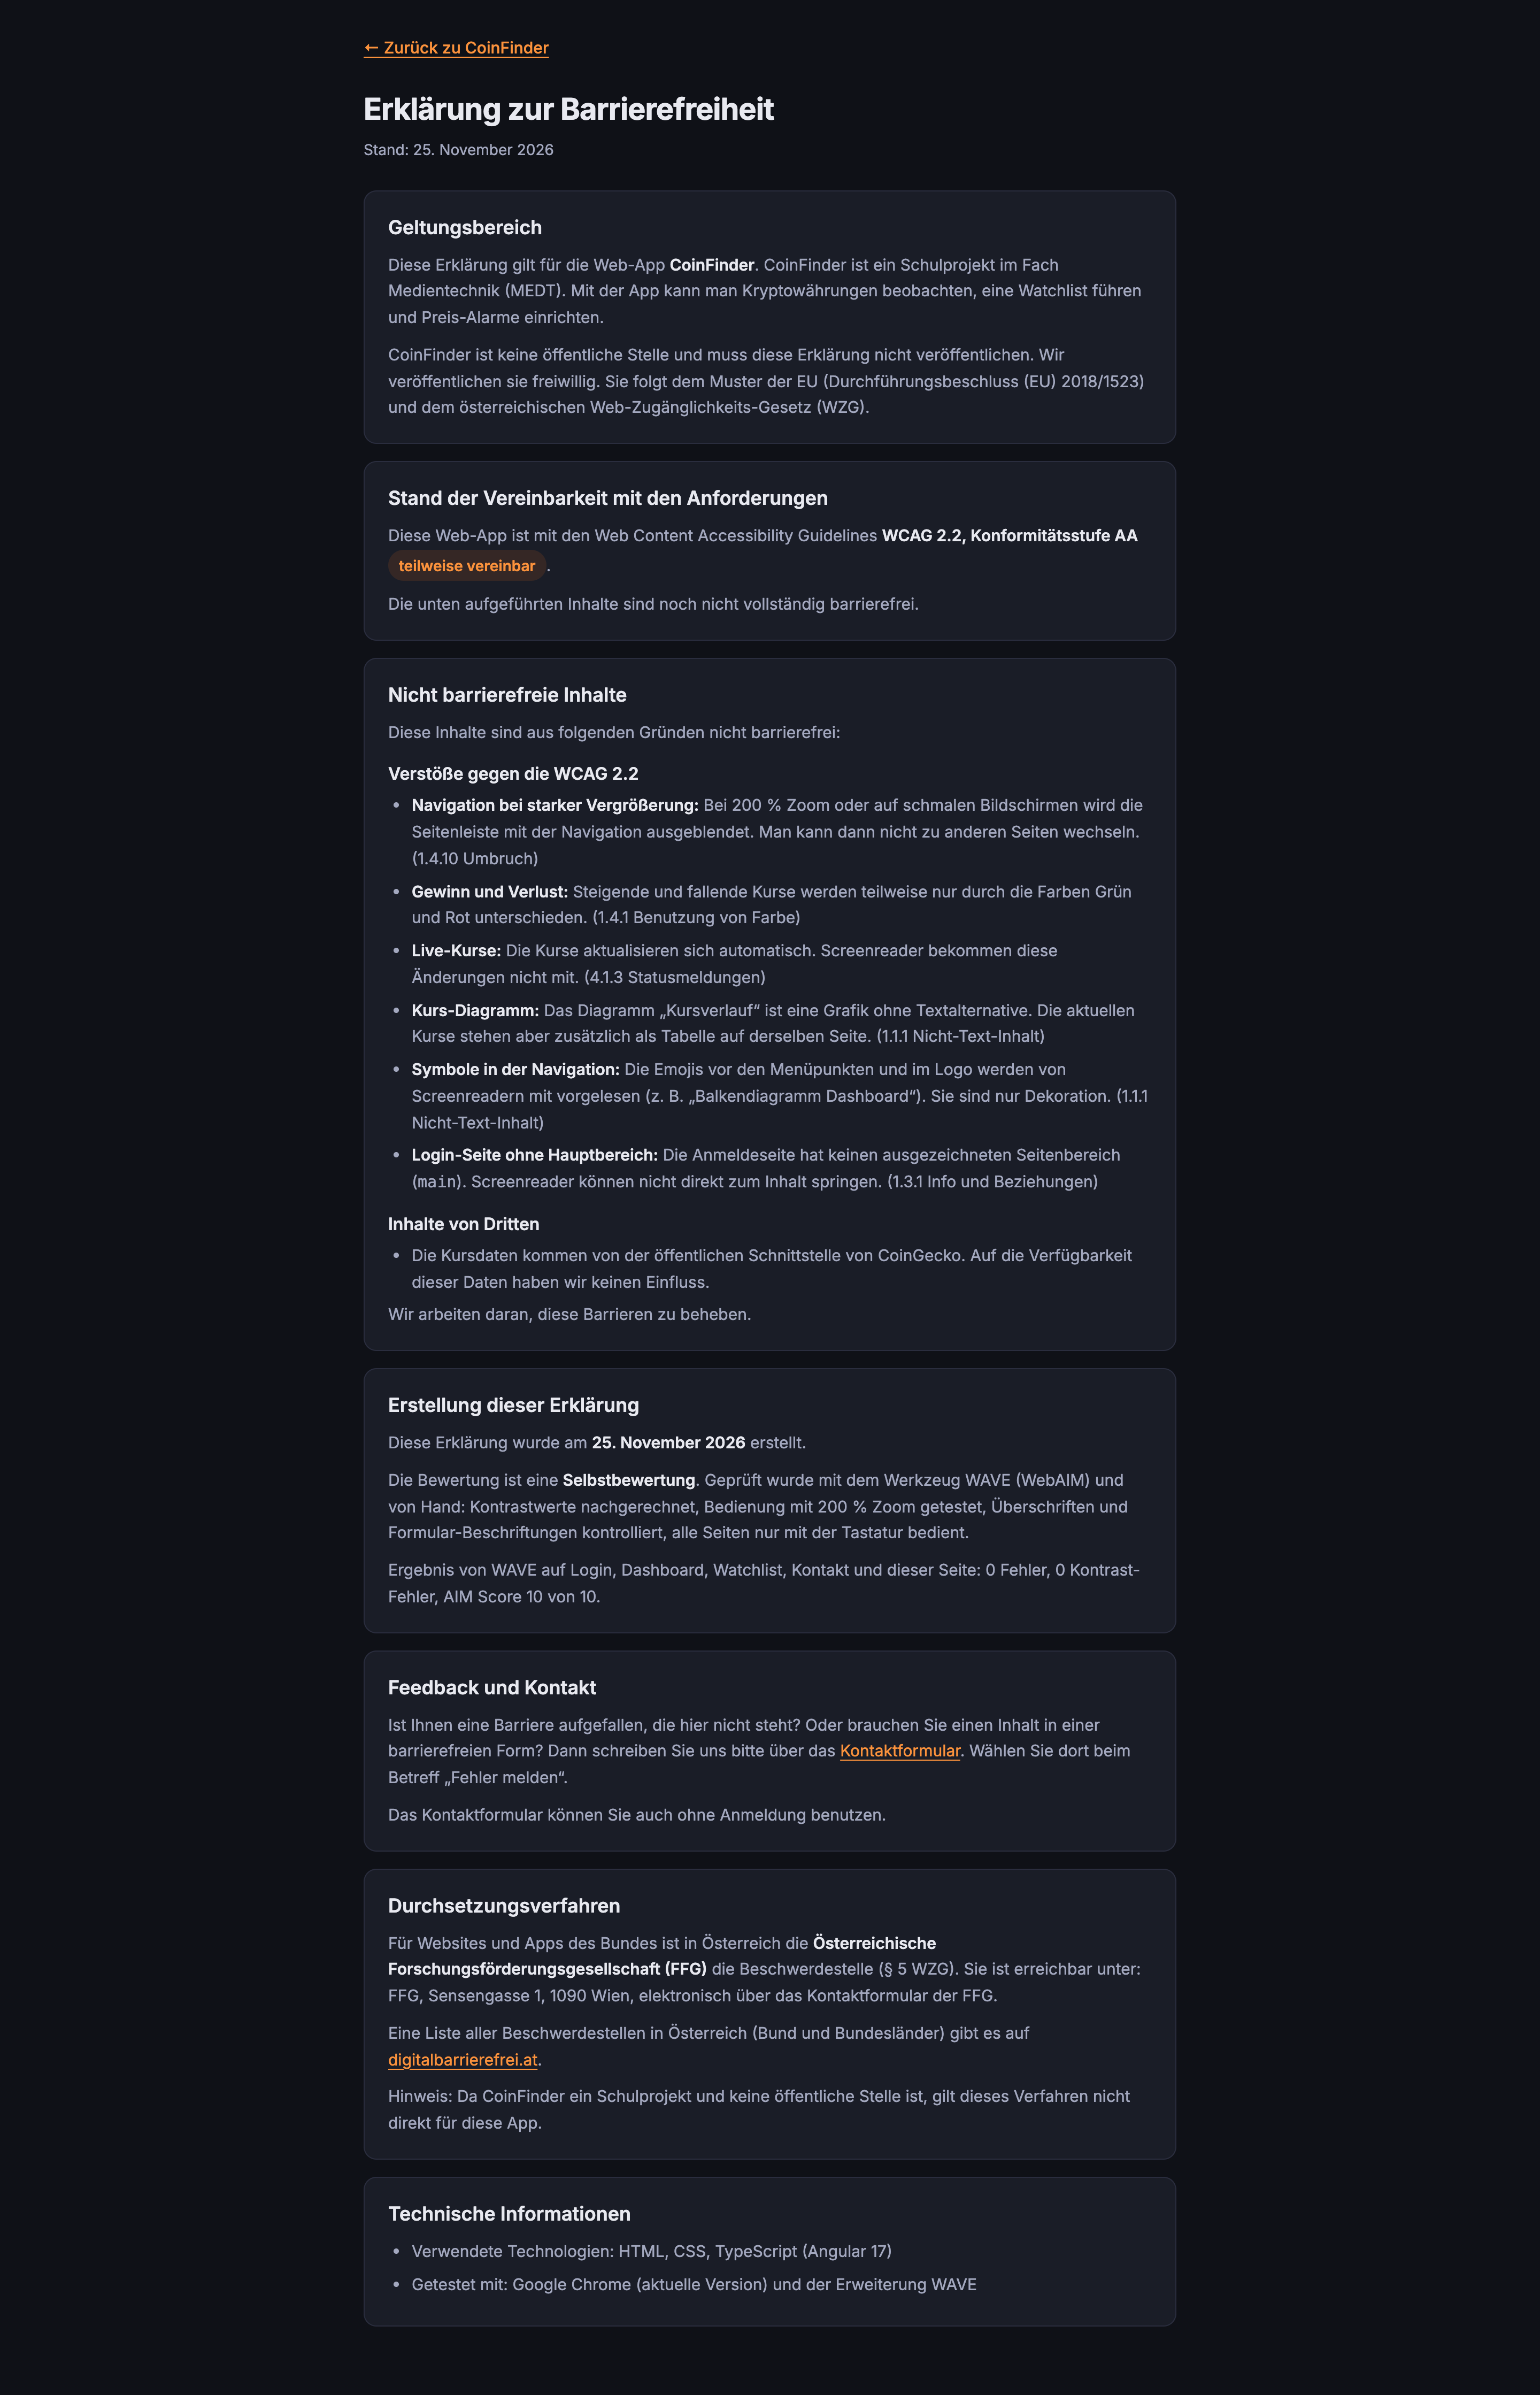 ← Zurück zu CoinFinder
Erklärung zur Barrierefreiheit
Stand: 25. November 2026
Geltungsbereich
Diese Erklärung gilt für die Web-App CoinFinder. CoinFinder ist ein Schulprojekt im Fach
Medientechnik (MEDT). Mit der App kann man Kryptowährungen beobachten, eine Watchlist führen
und Preis-Alarme einrichten.
CoinFinder ist keine öffentliche Stelle und muss diese Erklärung nicht veröffentlichen. Wir
veröffentlichen sie freiwillig. Sie folgt dem Muster der EU (Durchführungsbeschluss (EU) 2018/1523)
und dem österreichischen Web-Zugänglichkeits-Gesetz (WZG).
Stand der Vereinbarkeit mit den Anforderungen
Diese Web-App ist mit den Web Content Accessibility Guidelines WCAG 2.2, Konformitätsstufe AA
teilweise vereinbar.
Die unten aufgeführten Inhalte sind noch nicht vollständig barrierefrei.
Nicht barrierefreie Inhalte
Diese Inhalte sind aus folgenden Gründen nicht barrierefrei:
Verstöße gegen die WCAG 2.2
• Navigation bei starker Vergrößerung: Bei 200 % Zoom oder auf schmalen Bildschirmen wird die
Seitenleiste mit der Navigation ausgeblendet. Man kann dann nicht zu anderen Seiten wechseln.
(1.4.10 Umbruch)
• Gewinn und Verlust: Steigende und fallende Kurse werden teilweise nur durch die Farben Grün
und Rot unterschieden. (1.4.1 Benutzung von Farbe)
• Live-Kurse: Die Kurse aktualisieren sich automatisch. Screenreader bekommen diese
Änderungen nicht mit. (4.1.3 Statusmeldungen)
• Kurs-Diagramm: Das Diagramm „Kursverlauf“ ist eine Grafik ohne Textalternative. Die aktuellen
Kurse stehen aber zusätzlich als Tabelle auf derselben Seite. (1.1.1 Nicht-Text-Inhalt)
• Symbole in der Navigation: Die Emojis vor den Menüpunkten und im Logo werden von
Screenreadern mit vorgelesen (z. B. „Balkendiagramm Dashboard“). Sie sind nur Dekoration. (1.1.1
Nicht-Text-Inhalt)
• Login-Seite ohne Hauptbereich: Die Anmeldeseite hat keinen ausgezeichneten Seitenbereich
(main). Screenreader können nicht direkt zum Inhalt springen. (1.3.1 Info und Beziehungen)
Inhalte von Dritten
• Die Kursdaten kommen von der öffentlichen Schnittstelle von CoinGecko. Auf die Verfügbarkeit
dieser Daten haben wir keinen Einfluss.
Wir arbeiten daran, diese Barrieren zu beheben.
Erstellung dieser Erklärung
Diese Erklärung wurde am 25. November 2026 erstellt.
Die Bewertung ist eine Selbstbewertung. Geprüft wurde mit dem Werkzeug WAVE (WebAIM) und
von Hand: Kontrastwerte nachgerechnet, Bedienung mit 200 % Zoom getestet, Überschriften und
Formular-Beschriftungen kontrolliert, alle Seiten nur mit der Tastatur bedient.
Ergebnis von WAVE auf Login, Dashboard, Watchlist, Kontakt und dieser Seite: 0 Fehler, 0 Kontrast-
Fehler, AIM Score 10 von 10.
Feedback und Kontakt
Ist Ihnen eine Barriere aufgefallen, die hier nicht steht? Oder brauchen Sie einen Inhalt in einer
barrierefreien Form? Dann schreiben Sie uns bitte über das Kontaktformular. Wählen Sie dort beim
Betreff „Fehler melden“.
Das Kontaktformular können Sie auch ohne Anmeldung benutzen.
Durchsetzungsverfahren
Für Websites und Apps des Bundes ist in Österreich die Österreichische
Forschungsförderungsgesellschaft (FFG) die Beschwerdestelle (§ 5 WZG). Sie ist erreichbar unter:
FFG, Sensengasse 1, 1090 Wien, elektronisch über das Kontaktformular der FFG.
Eine Liste aller Beschwerdestellen in Österreich (Bund und Bundesländer) gibt es auf
digitalbarrierefrei.at.
Hinweis: Da CoinFinder ein Schulprojekt und keine öffentliche Stelle ist, gilt dieses Verfahren nicht
direkt für diese App.
Technische Informationen
• Verwendete Technologien: HTML, CSS, TypeScript (Angular 17)
• Getestet mit: Google Chrome (aktuelle Version) und der Erweiterung WAVE